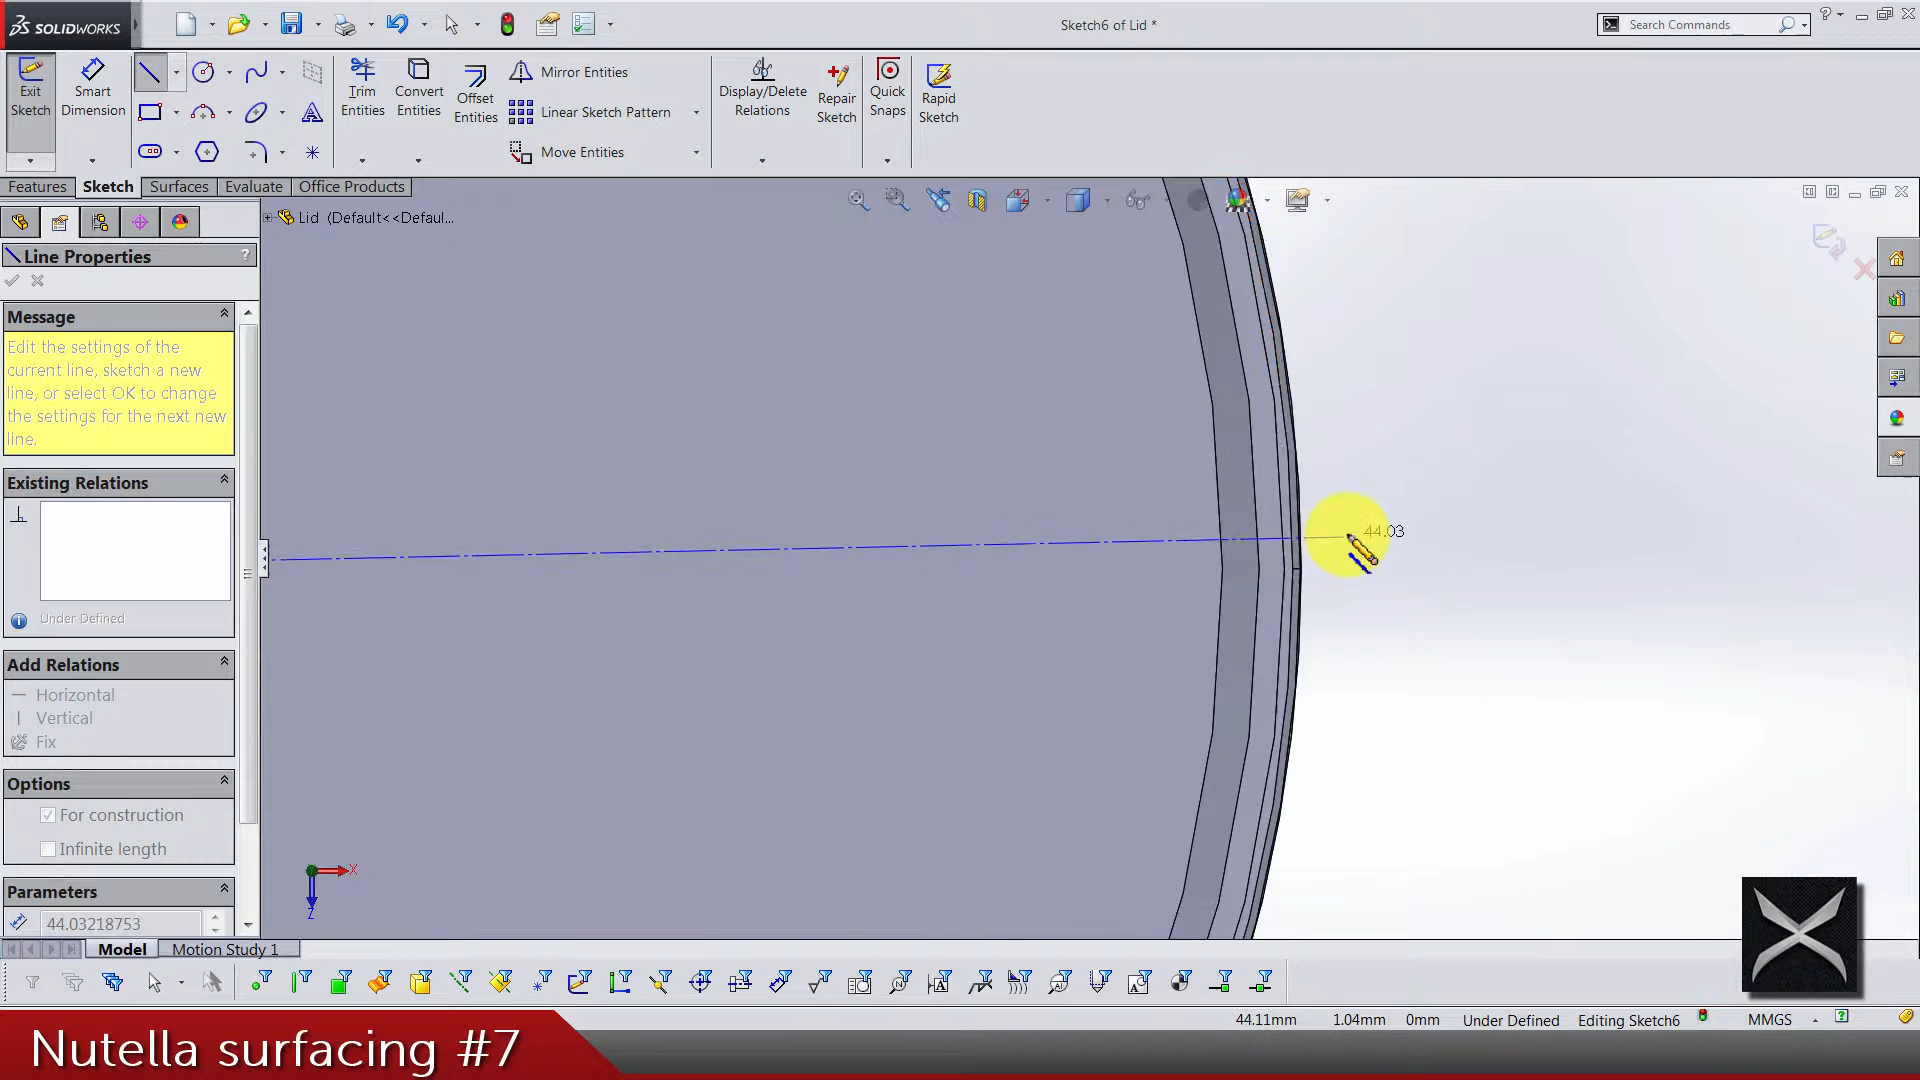 SOLIDWORKS
Sketch6 of Lid *
Search Commands
?
Exit Sketch
Smart Dimension
Trim Entities
Convert Entities
Offset Entities
Mirror Entities
Linear Sketch Pattern
Move Entities
Display/Delete Relations
Repair Sketch
Quick Snaps
Rapid Sketch
Features
Sketch
Surfaces
Evaluate
Office Products
Lid (Default<<Defaul...
Line Properties
?
Message
Edit the settings of the
current line, sketch a new
line, or select OK to change
the settings for the next new
line.
Existing Relations
Under Defined
Add Relations
Horizontal
Vertical
Fix
Options
For construction
Infinite length
Parameters
44.03218753
44.03
X
Z
Model
Motion Study 1
44.11mm
1.04mm
0mm
Under Defined
Editing Sketch6
MMGS
Nutella surfacing #7